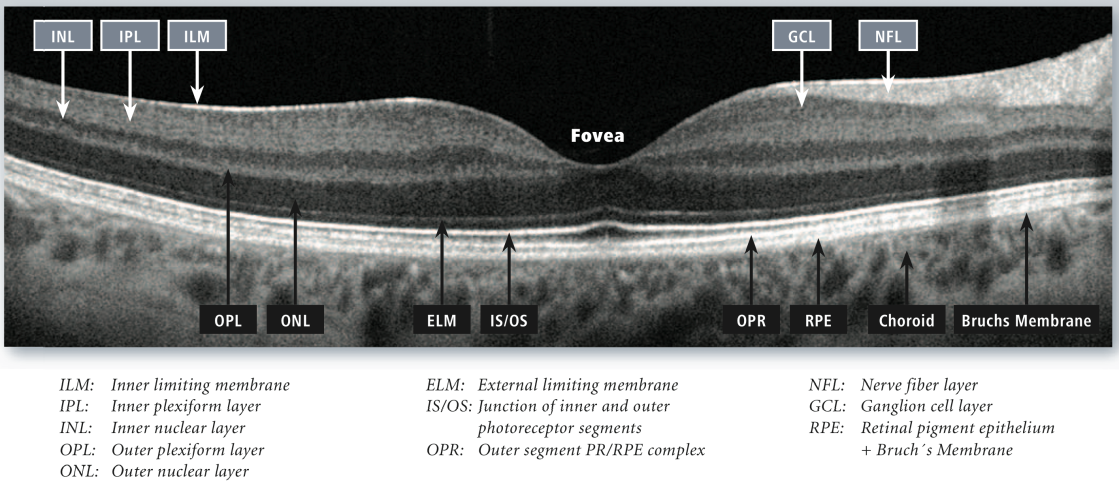 INL IPL ILM GCL NFL
Fovea
OPL ONL ELM IS/OS OPR RPE Choroid Bruchs Membrane
ILM: Inner limiting membrane
IPL: Inner plexiform layer
INL: Inner nuclear layer
OPL: Outer plexiform layer
ONL: Outer nuclear layer
ELM: External limiting membrane
IS/OS: Junction of inner and outer
photoreceptor segments
OPR: Outer segment PR/RPE complex
NFL: Nerve fiber layer
GCL: Ganglion cell layer
RPE: Retinal pigment epithelium
+ Bruch´s Membrane